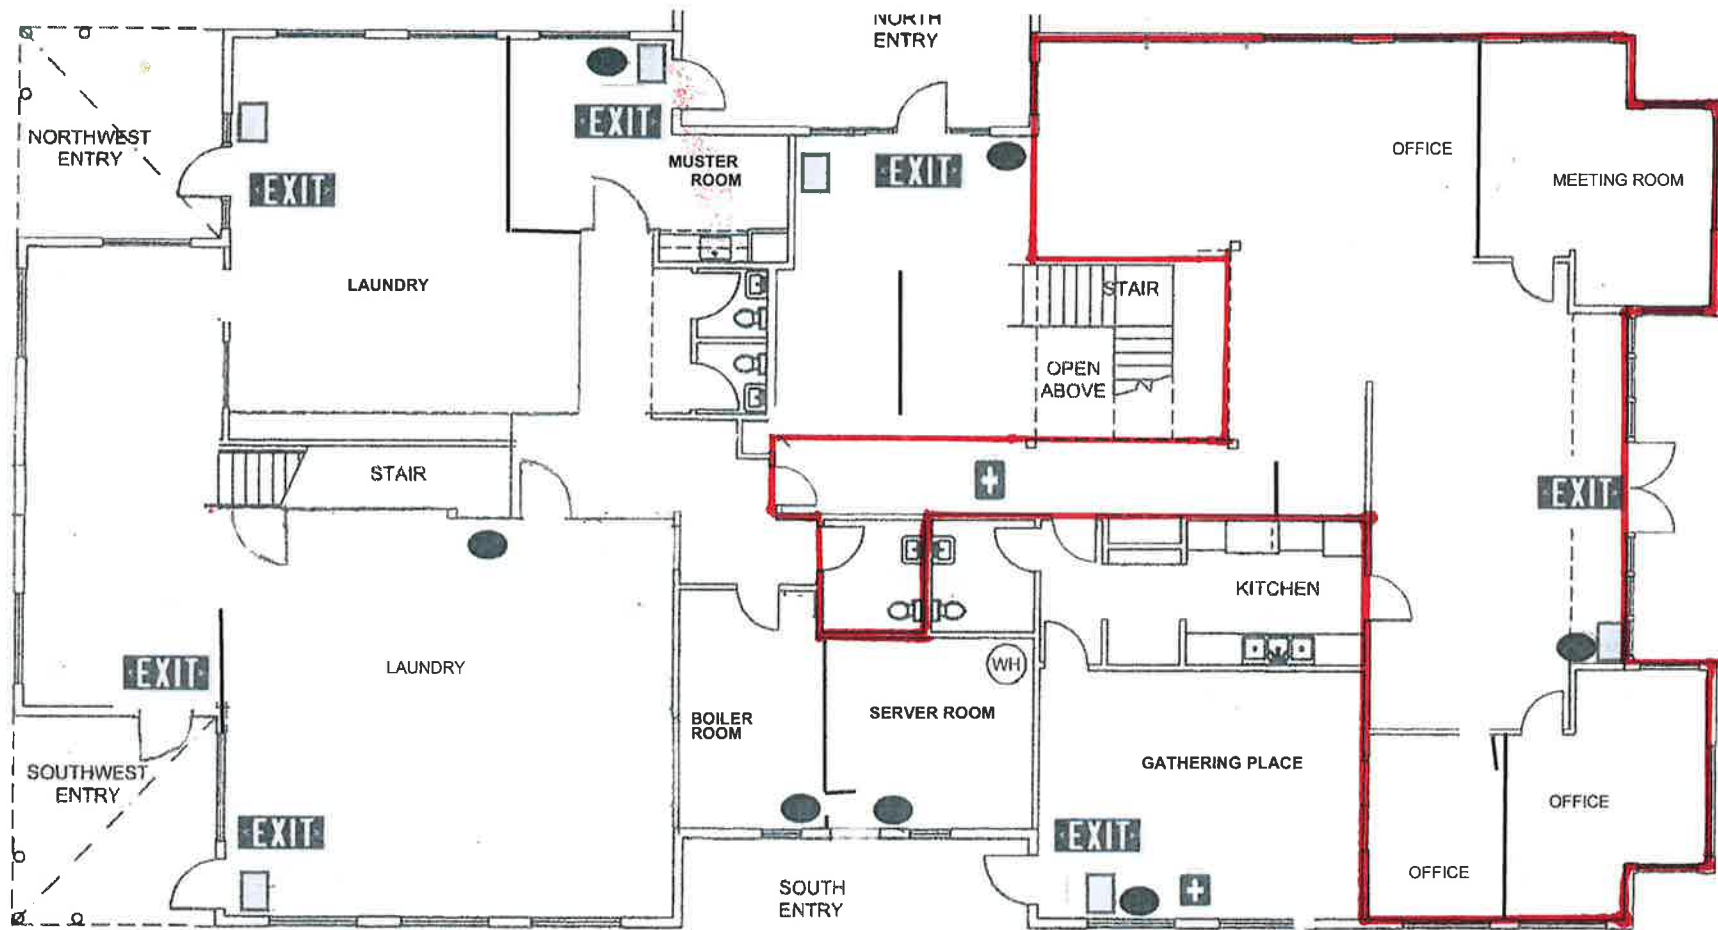 NORTH
ENTRY
NORTHWEST
ENTRY
EXIT
EXIT
MUSTER
ROOM
EXIT
OFFICE
MEETING ROOM
LAUNDRY
STAIR
OPEN
ABOVE
STAIR
EXIT
LAUNDRY
EXIT
KITCHEN
WH
BOILER
ROOM
SERVER ROOM
GATHERING PLACE
SOUTHWEST
ENTRY
EXIT
EXIT
OFFICE
OFFICE
SOUTH
ENTRY